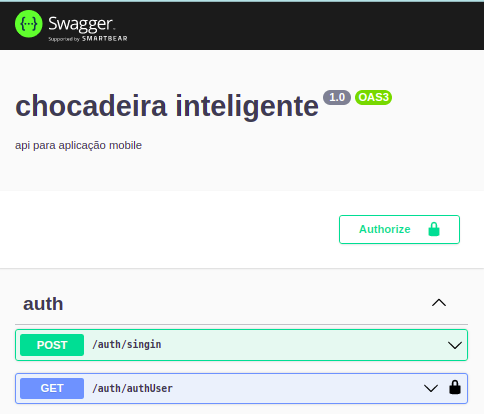 {···} Swagger.
Supported by SMARTBEAR
chocadeira inteligente 1.0 OAS3
api para aplicação mobile
Authorize
auth
POST /auth/singin
GET /auth/authUser